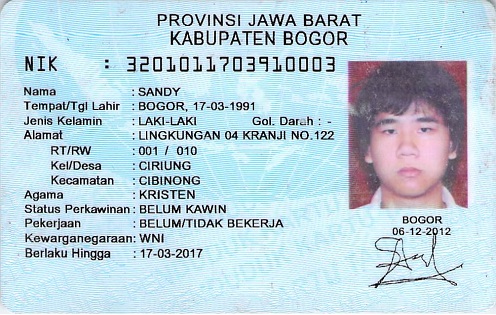 PROVINSI JAWA BARAT
KABUPATEN BOGOR
NIK : 3201011703910003
Nama : SANDY
Tempat/Tgl Lahir : BOGOR, 17-03-1991
Jenis Kelamin : LAKI-LAKI Gol. Darah : -
Alamat : LINGKUNGAN 04 KRANJI NO.122
RT/RW : 001 / 010
Kel/Desa : CIRIUNG
Kecamatan : CIBINONG
Agama : KRISTEN
Status Perkawinan : BELUM KAWIN
Pekerjaan : BELUM/TIDAK BEKERJA
Kewarganegaraan: WNI
Berlaku Hingga : 17-03-2017
BOGOR
06-12-2012